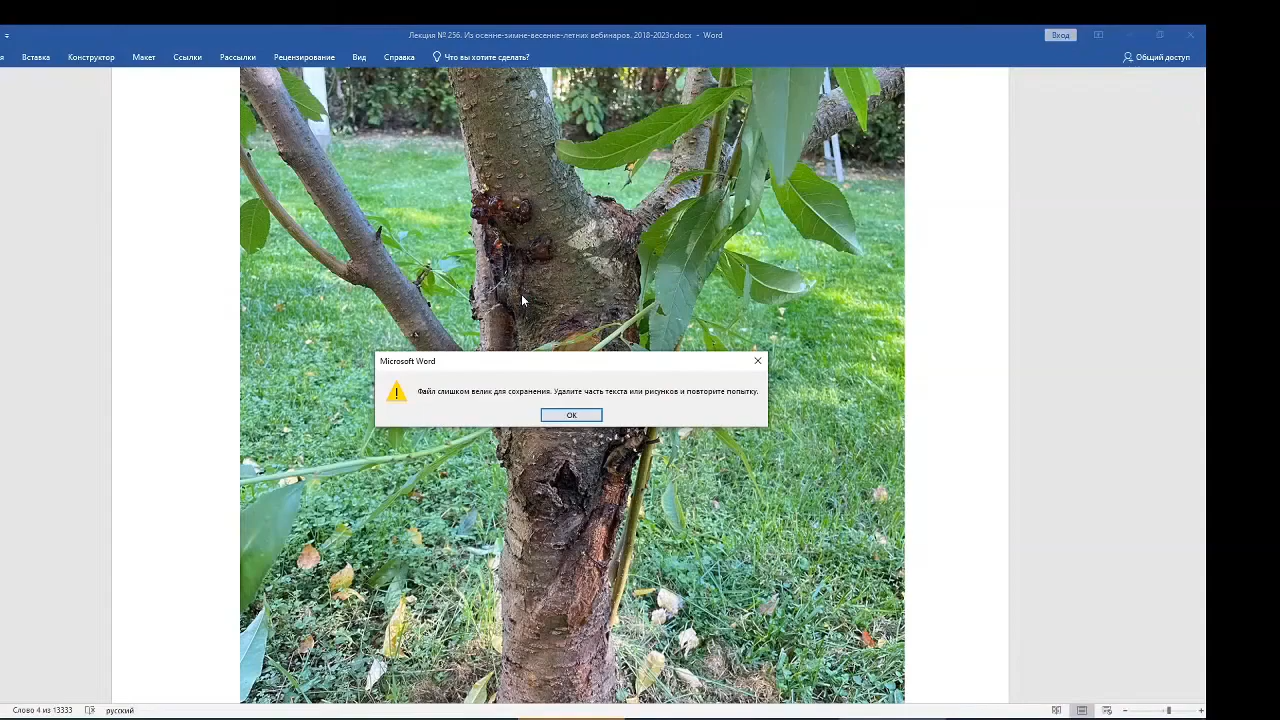 Лекция № 256. Из осенне-зимне-весенне-летних вебинаров, 2018-2023г.docx - Word
Вход
Вставка Конструктор Макет Ссылки Рассылки Рецензирование Вид Справка Что вы хотите сделать? Общий доступ
Microsoft Word
Файл слишком велик для сохранения. Удалите часть текста или рисунков и повторите попытку.
ОК
Слово 4 из 13333 русский